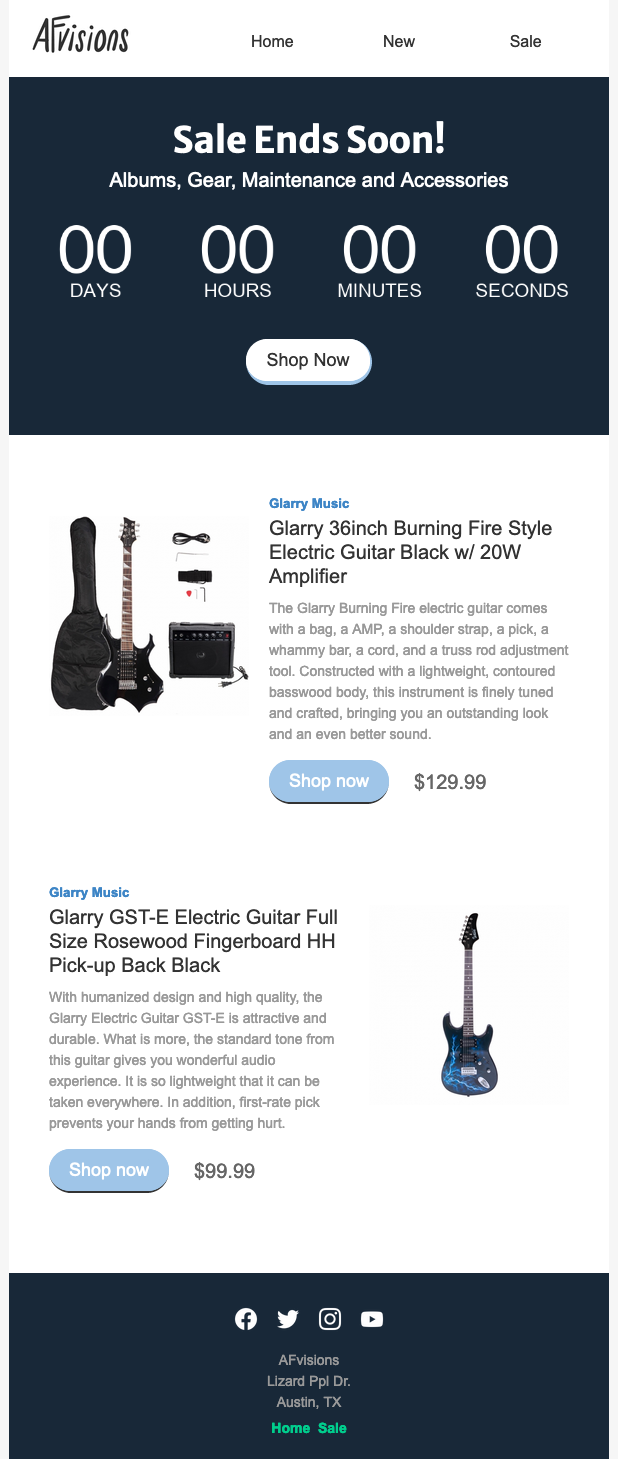 AFvisions
Home New Sale
Sale Ends Soon!
Albums, Gear, Maintenance and Accessories
00 00 00 00
DAYS HOURS MINUTES SECONDS
Shop Now
Glarry Music
Glarry 36inch Burning Fire Style
Electric Guitar Black w/ 20W
Amplifier
The Glarry Burning Fire electric guitar comes
with a bag, a AMP, a shoulder strap, a pick, a
whammy bar, a cord, and a truss rod adjustment
tool. Constructed with a lightweight, contoured
basswood body, this instrument is finely tuned
and crafted, bringing you an outstanding look
and an even better sound.
Shop now $129.99
Glarry Music
Glarry GST-E Electric Guitar Full
Size Rosewood Fingerboard HH
Pick-up Back Black
With humanized design and high quality, the
Glarry Electric Guitar GST-E is attractive and
durable. What is more, the standard tone from
this guitar gives you wonderful audio
experience. It is so lightweight that it can be
taken everywhere. In addition, first-rate pick
prevents your hands from getting hurt.
Shop now $99.99
AFvisions
Lizard Ppl Dr.
Austin, TX
Home Sale